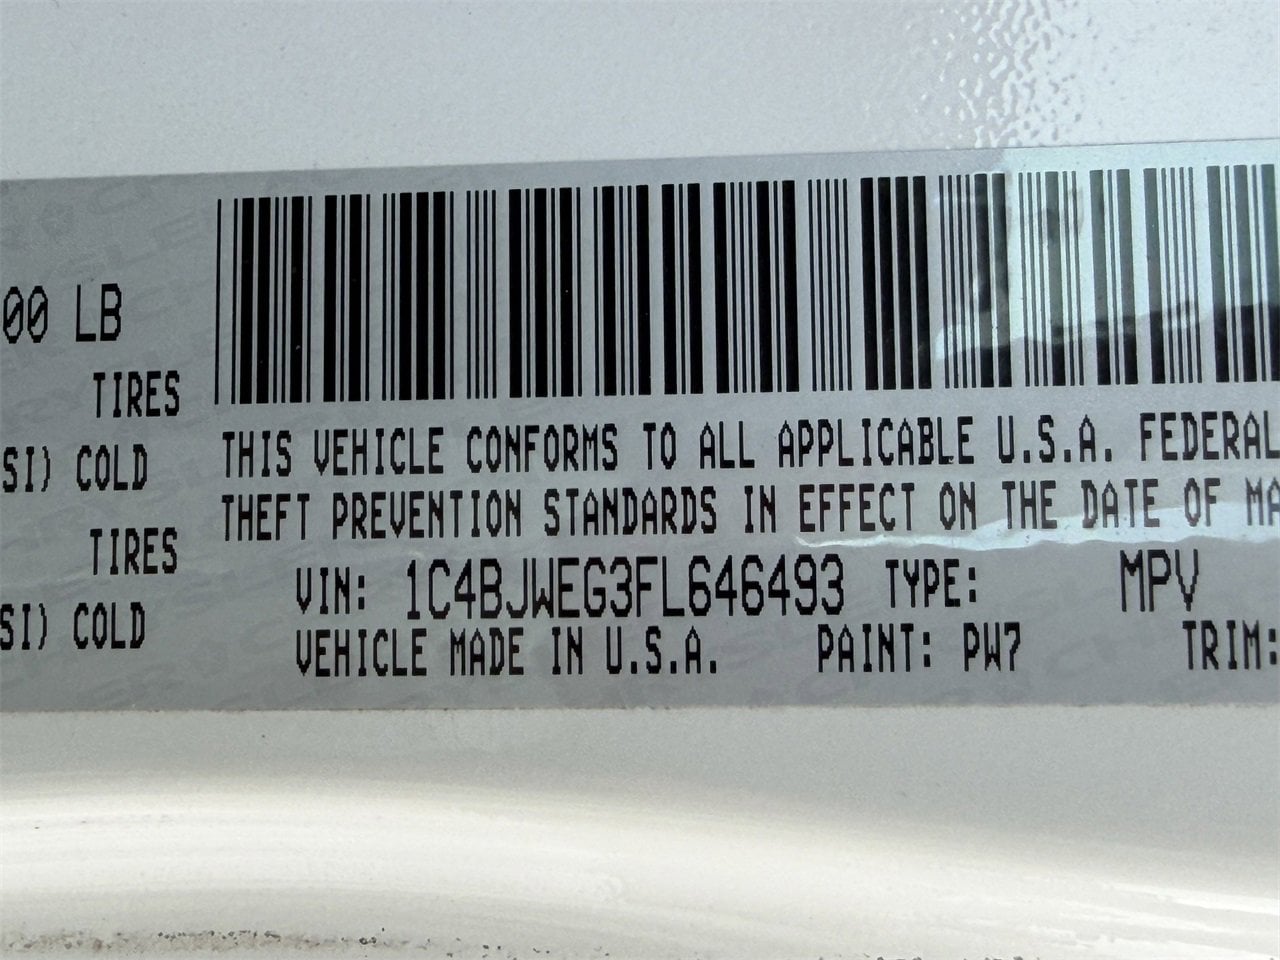 00 LB
TIRES
SI) COLD
TIRES
SI) COLD
THIS VEHICLE CONFORMS TO ALL APPLICABLE U.S.A. FEDERAL
THEFT PREVENTION STANDARDS IN EFFECT ON THE DATE OF MA
VIN: 1C4BJWEG3FL646493 TYPE: MPV
VEHICLE MADE IN U.S.A. PAINT: PW7 TRIM: